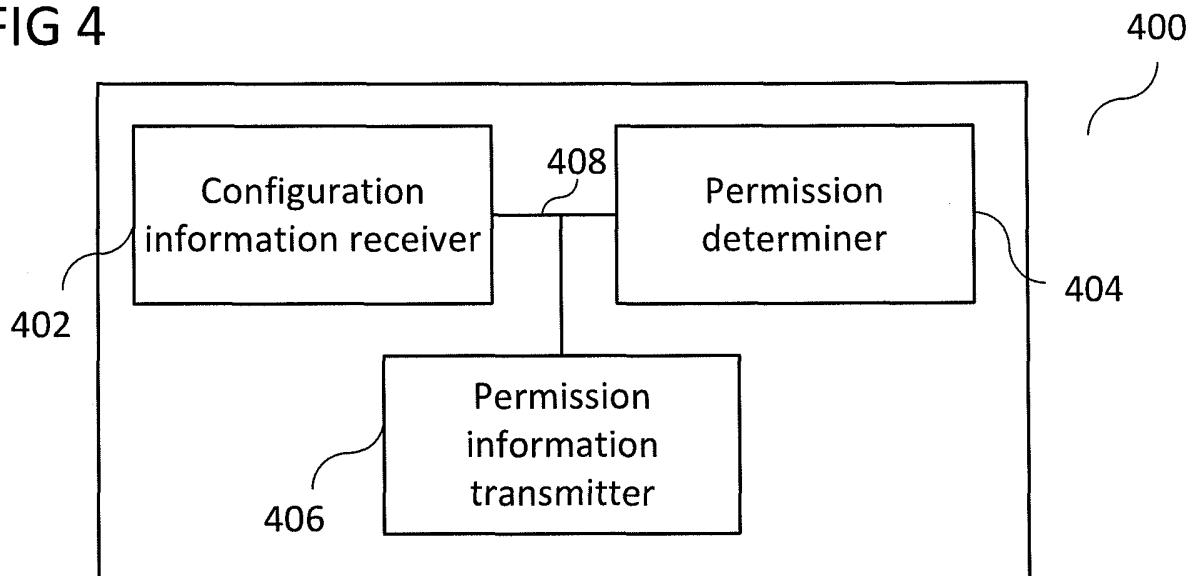 FIG 4
400
408
Configuration
information receiver
Permission
determiner
402
404
Permission
information
transmitter
406